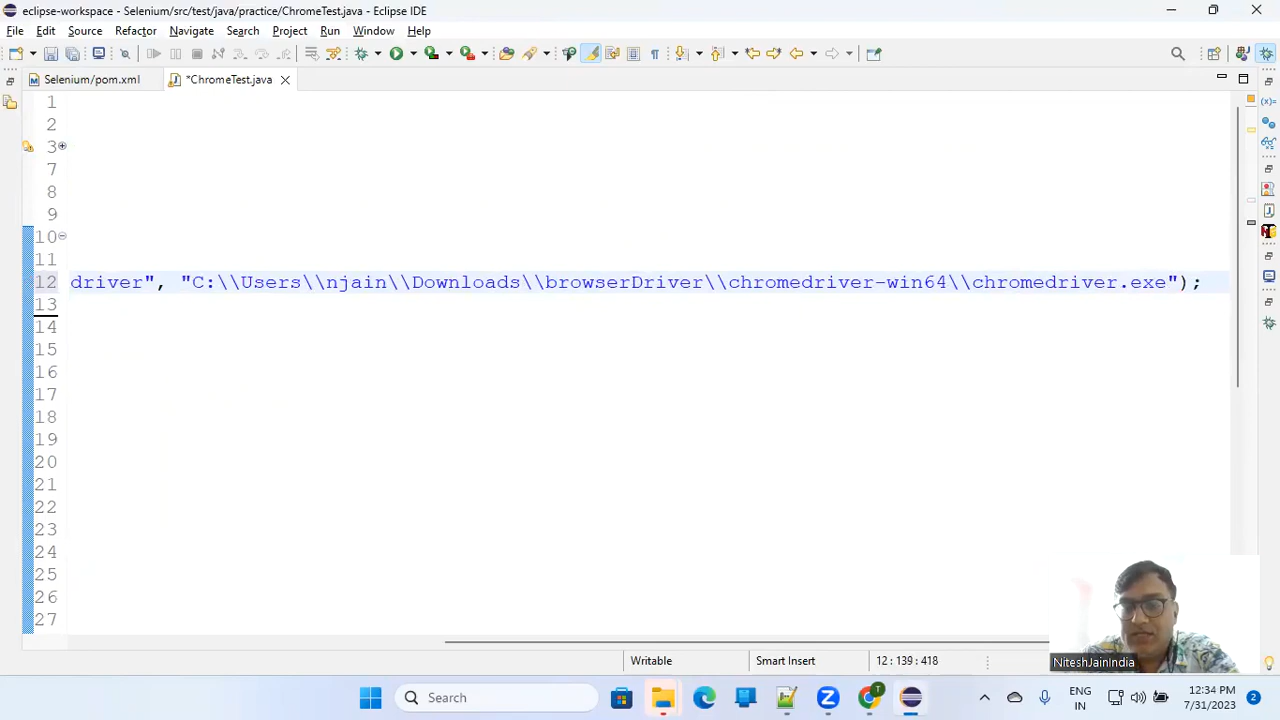 eclipse-workspace - Selenium/src/test/java/practice/ChromeTest.java - Eclipse IDE
File Edit Source Refactor Navigate Search Project Run Window Help
Selenium/pom.xml *ChromeTest.java
1
2
3
7
8
9
10
11
12 driver", "C:\\Users\\njain\\Downloads\\browserDriver\\chromedriver-win64\\chromedriver.exe");
13
14
15
16
17
18
19
20
21
22
23
24
25
26
27
NiteshJainIndia
Writable Smart Insert 12 : 139 : 418
Search
ENG
IN
12:34 PM
7/31/2023
2